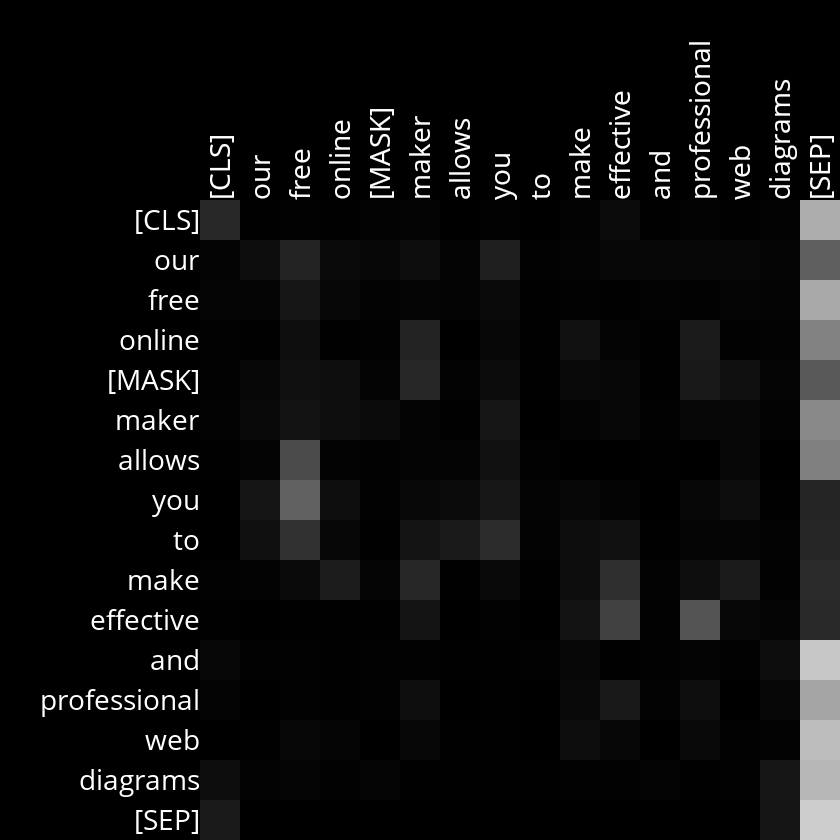 [CLS] our free online [MASK] maker allows you to make effective and professional web diagrams [SEP]
[CLS]
our
free
online
[MASK]
maker
allows
you
to
make
effective
and
professional
web
diagrams
[SEP]